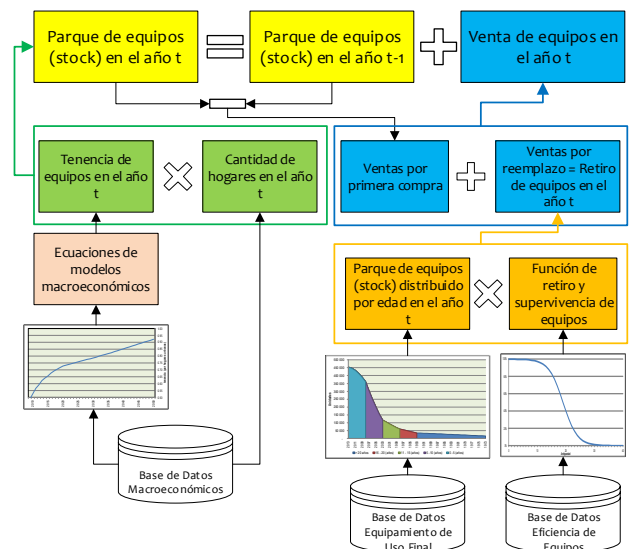 Parque de equipos
(stock) en el año t
Parque de equipos
(stock) en el año t-1
Venta de equipos en
el año t
Tenencia de
equipos en el año
t
Cantidad de
hogares en el año
t
Ventas por
primera compra
Ventas por
reemplazo = Retiro
de equipos en el
año t
Ecuaciones de
modelos
macroeconómicos
Parque de equipos
(stock) distribuido
por edad en el año
t
Función de
retiro y
supervivencia de
equipos
Base de Datos
Macroeconómicos
Base de Datos
Equipamiento de
Uso Final
Base de Datos
Eficiencia de
Equipos